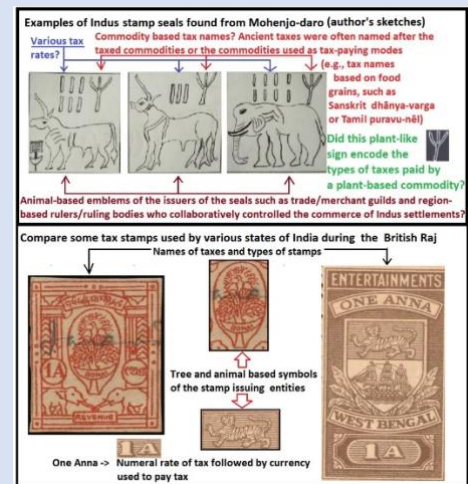 Examples of Indus stamp seals found from Mohenjo-daro (author's sketches)
Various tax
rates?
Commodity based tax names? Ancient taxes were often named after the
taxed commodities or the commodities used as tax-paying modes
(e.g., tax names
based on food
grains, such as
Sanskrit dhānya-varga
or Tamil puravu-nēl)
Did this plant-like
sign encode the
types of taxes paid by
a plant-based commodity?
Animal-based emblems of the issuers of the seals such as trade/merchant guilds and region-
based rulers/ruling bodies who collaboratively controlled the commerce of Indus settlements?
Compare some tax stamps used by various states of India during the British Raj
Names of taxes and types of stamps
1A
REVENUE
Tree and animal based symbols
of the stamp issuing entities
ENTERTAINMENTS
ONE ANNA
WEST BENGAL
1A
One Anna -> 1A Numeral rate of tax followed by currency
used to pay tax